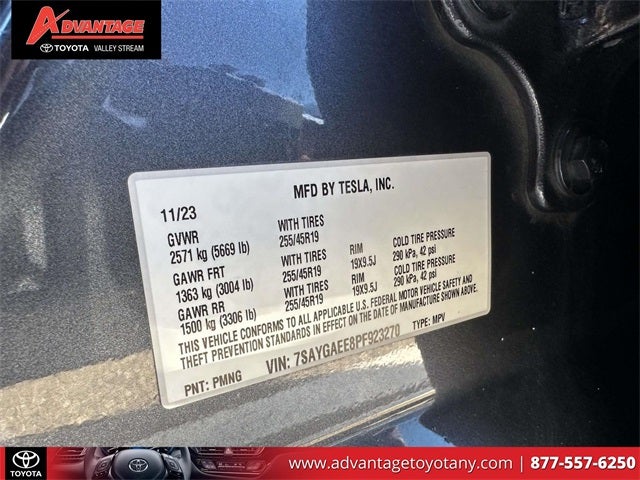 ADVANTAGE
TOYOTA VALLEY STREAM
MFD BY TESLA, INC.
11/23
GVWR WITH TIRES
2571 kg (5669 lb) 255/45R19 RIM COLD TIRE PRESSURE
GAWR FRT WITH TIRES 19X9.5J 290 kPa, 42 psi
1363 kg (3004 lb) 255/45R19 RIM COLD TIRE PRESSURE
GAWR RR WITH TIRES 19X9.5J 290 kPa, 42 psi
1500 kg (3306 lb) 255/45R19
THIS VEHICLE CONFORMS TO ALL APPLICABLE U.S. FEDERAL MOTOR VEHICLE SAFETY AND
THEFT PREVENTION STANDARDS IN EFFECT ON THE DATE OF MANUFACTURE SHOWN ABOVE.
PNT: PMNG VIN: 7SAYGAEE8PF923270 TYPE: MPV
TOYOTA
www.advantagetoyotany.com 877-557-6250